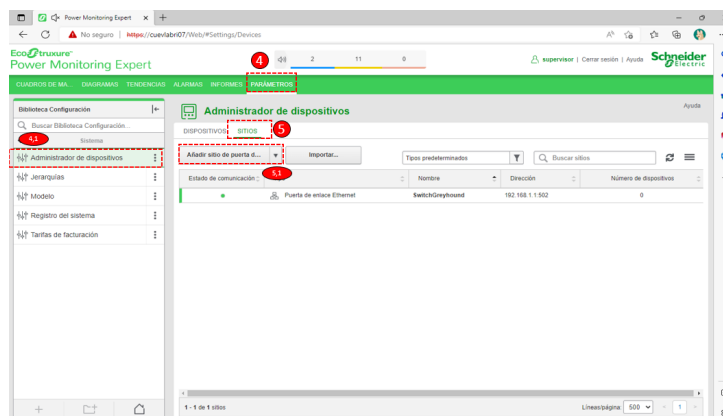 Power Monitoring Expert
No seguro | https://cuevlabri07/Web/#Settings/Devices
EcoStruxure
Power Monitoring Expert
4
2 11 0
supervisor | Cerrar sesión | Ayuda
Schneider Electric
CUADROS DE MA... DIAGRAMAS TENDENCIAS ALARMAS INFORMES PARÁMETROS
Biblioteca Configuración
Buscar Biblioteca Configuración...
4,1
Sistema
Administrador de dispositivos
Jerarquías
Modelo
Registro del sistema
Tarifas de facturación
Administrador de dispositivos
Ayuda
DISPOSITIVOS SITIOS
5
Añadir sitio de puerta d... Importar... Tipos predeterminados Buscar sitios
5,1
Estado de comunicación Nombre Dirección Número de dispositivos
Puerta de enlace Ethernet SwitchGreyhound 192.168.1.1:502 0
1 - 1 de 1 sitios
Líneas/página: 500 1